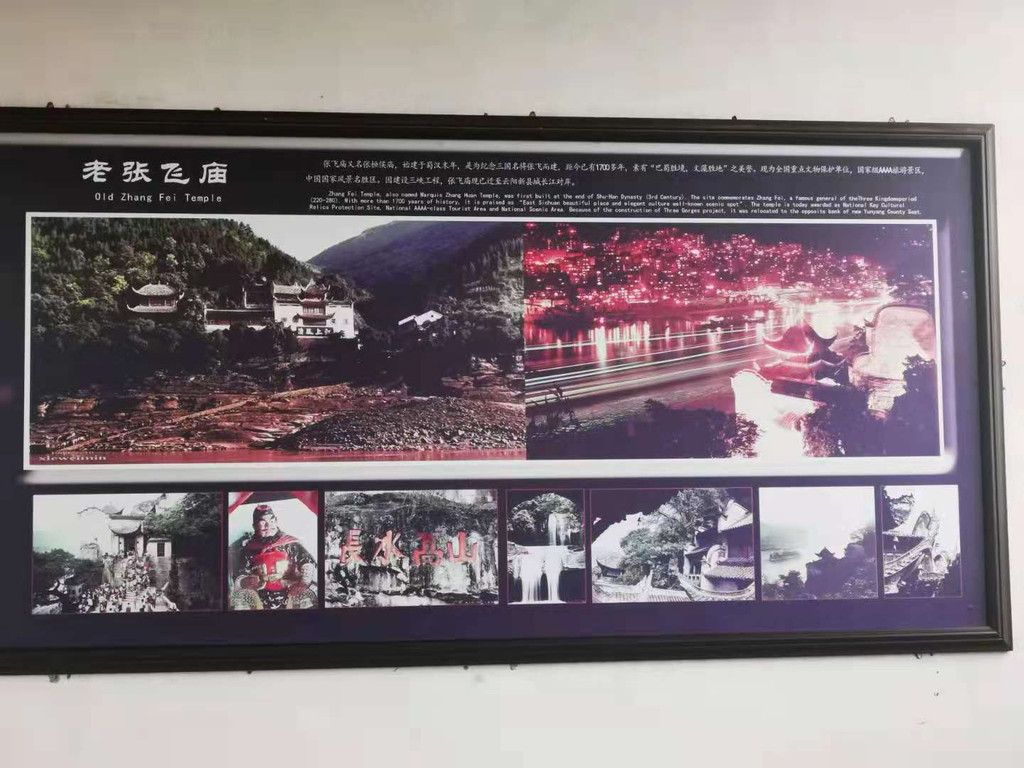 老张飞庙
Old Zhang Fei Temple
张飞庙又名张桓侯庙，始建于蜀汉末年，是为纪念三国名将张飞而建，距今已有1700多年，素有“巴蜀胜境，文藻胜地”之美誉，现为全国重点文物保护单位，国家级AAAA旅游景区，
中国国家风景名胜区。因建设三峡工程，张飞庙现已迁至云阳新县城长江对岸。
Zhang Fei Temple, also named Marquis Zhang Huan Temple, was first built at the end of Shu-Han Dynasty (3rd Century). The site commemorates Zhang Fei, a famous general of theThree Kingdomsperiod
(220-280). With more than 1700 years of history, it is praised as "East Sichuan beautiful place and elegant culture well-known scenic spot". The temple is today awarded as National Key Cultural
Relics Protection Site, National AAAA-class Tourist Area and National Scenic Area. Because of the construction of Three Gorges project, it was relocated to the opposite bank of new Yunyang County Seat.
江上风清
xieweimin
長水高山